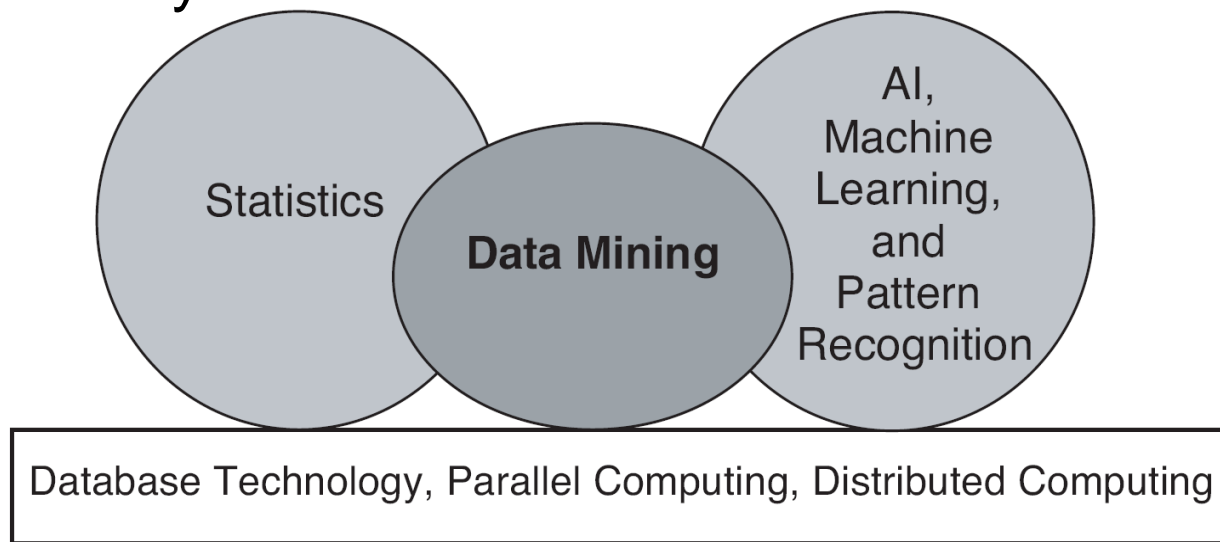 Statistics
Data Mining
AI,
Machine
Learning,
and
Pattern
Recognition
Database Technology, Parallel Computing, Distributed Computing